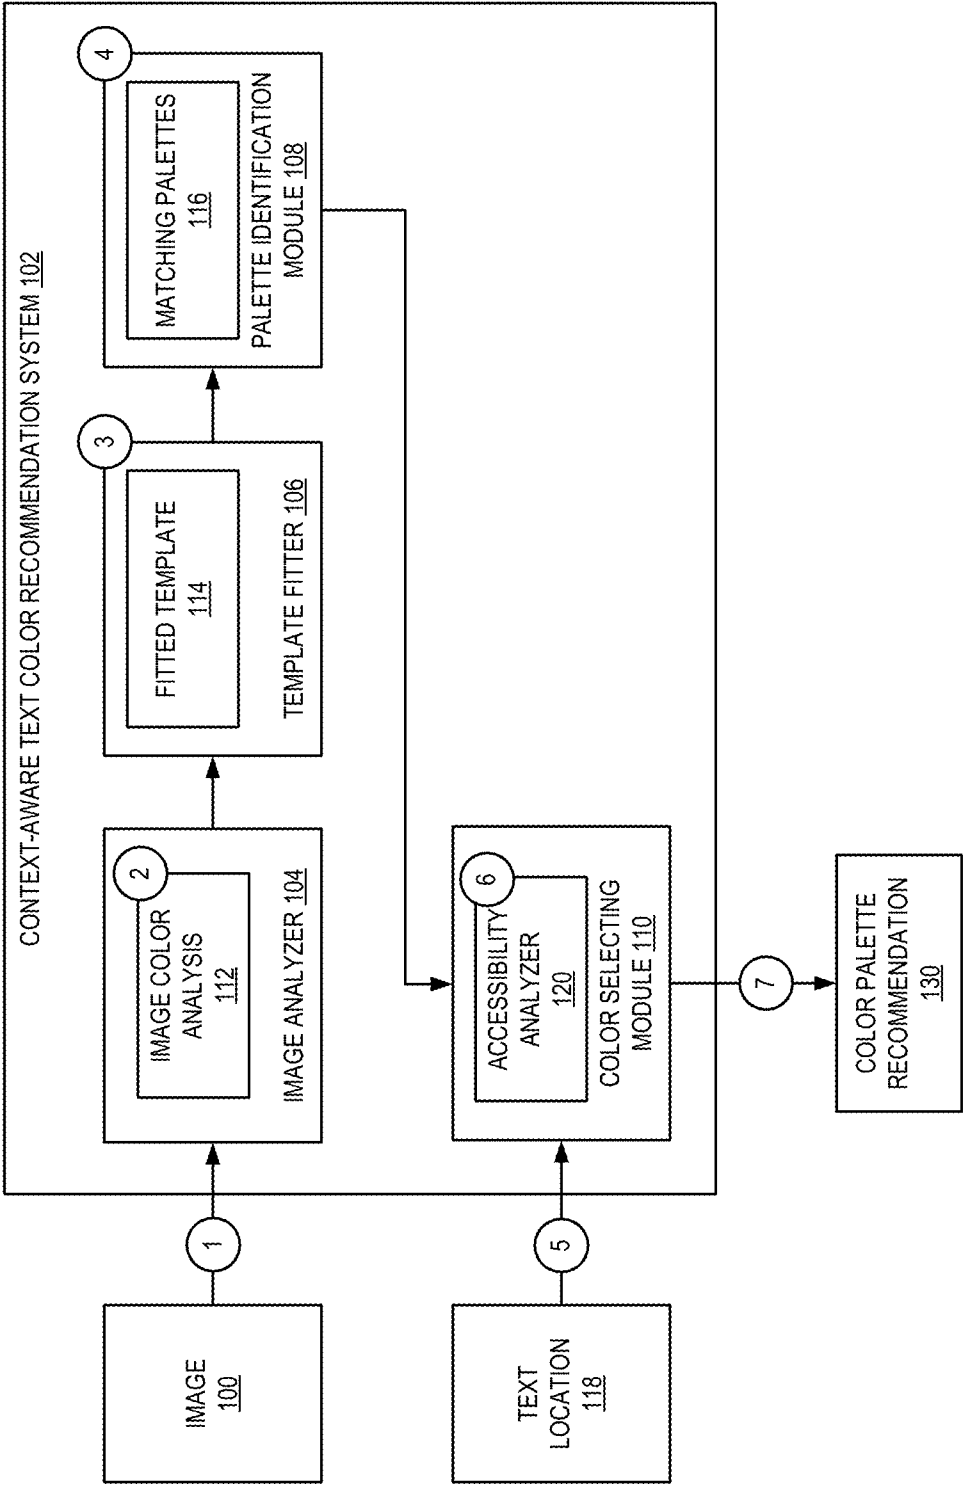 CONTEXT-AWARE TEXT COLOR RECOMMENDATION SYSTEM 102
IMAGE
100
1
2
IMAGE COLOR
ANALYSIS
112
IMAGE ANALYZER 104
3
FITTED TEMPLATE
114
TEMPLATE FITTER 106
4
MATCHING PALETTES
116
PALETTE IDENTIFICATION
MODULE 108
TEXT
LOCATION
118
5
6
ACCESSIBILITY
ANALYZER
120
COLOR SELECTING
MODULE 110
7
COLOR PALETTE
RECOMMENDATION
130